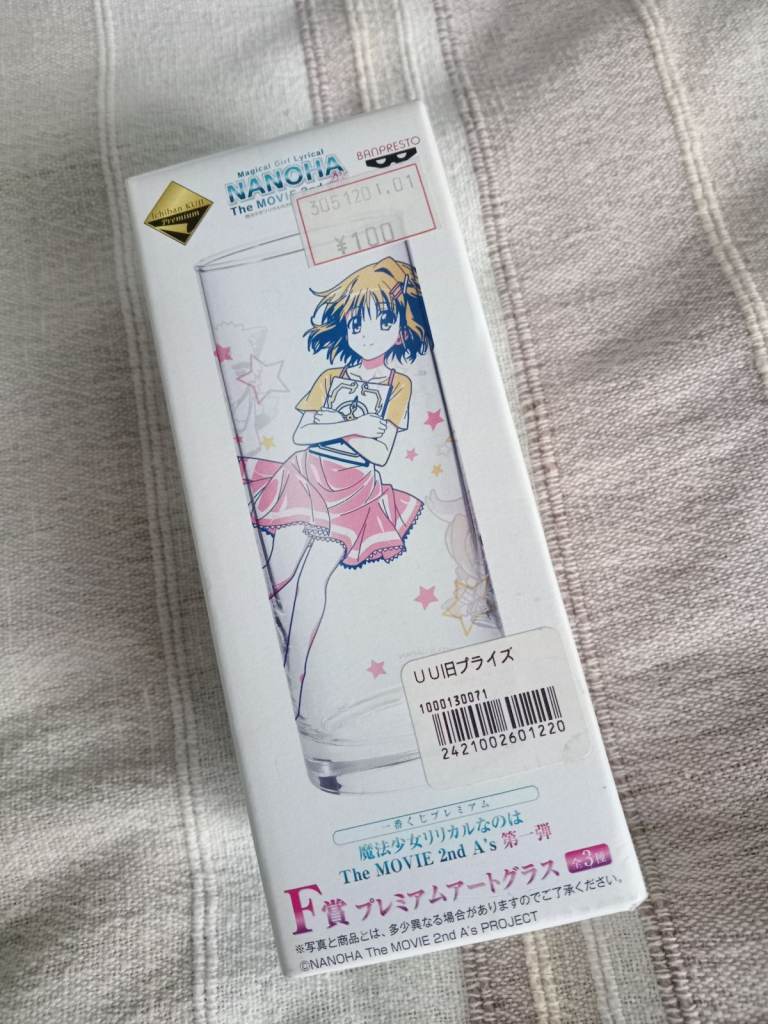 Ichiban KUJI
Premium
Magical Girl Lyrical
NANOHA
The MOVIE 2nd A's
BANPRESTO
3051201.01
¥100
UU旧プライズ
1000130071
2421002601220
一番くじプレミアム
魔法少女リリカルなのは
The MOVIE 2nd A's 第一弾
F賞 プレミアムアートグラス 全3種
※写真と商品とは、多少異なる場合がありますのでご了承ください。
©NANOHA The MOVIE 2nd A's PROJECT